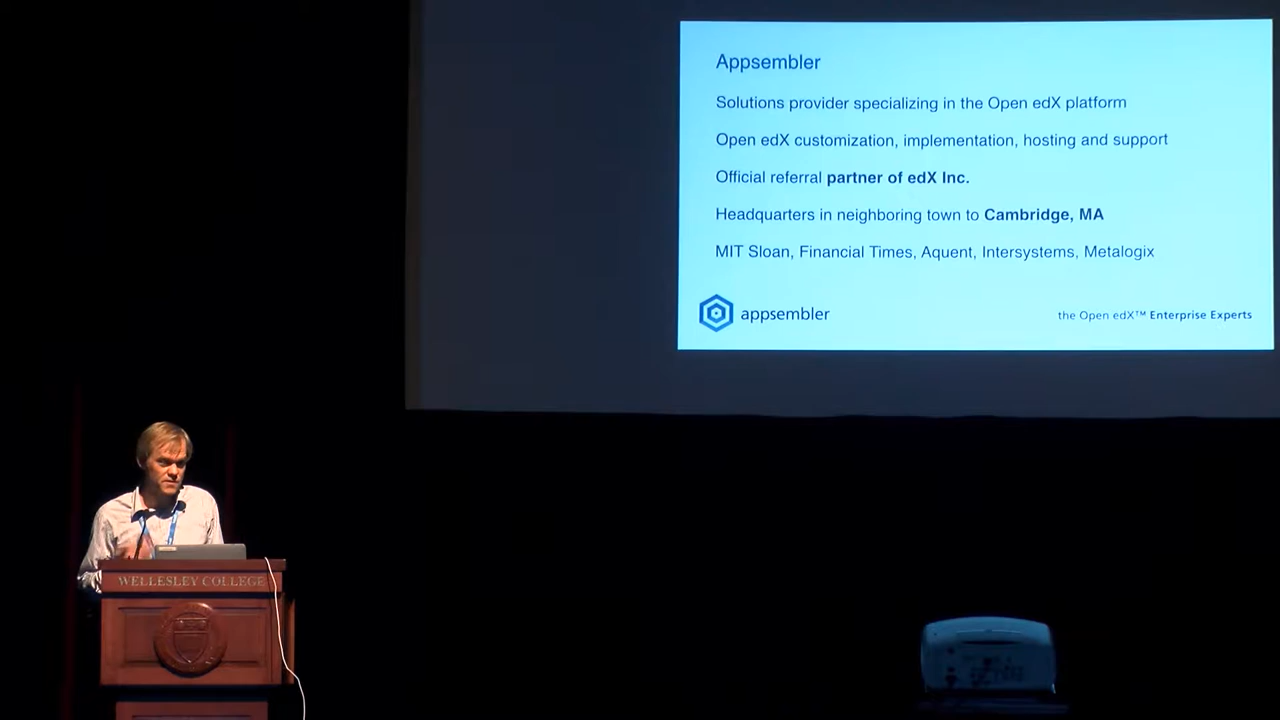 Appsembler
Solutions provider specializing in the Open edX platform
Open edX customization, implementation, hosting and support
Official referral partner of edX Inc.
Headquarters in neighboring town to Cambridge, MA
MIT Sloan, Financial Times, Aquent, Intersystems, Metalogix
appsembler
the Open edX™ Enterprise Experts
WELLESLEY COLLEGE